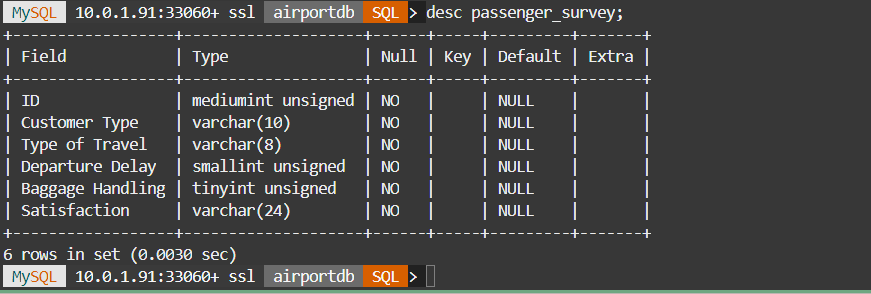 MySQL 10.0.1.91:33060+ ssl airportdb SQL > desc passenger_survey;
+------------------+--------------------+------+-----+---------+-------+
| Field            | Type               | Null | Key | Default | Extra |
+------------------+--------------------+------+-----+---------+-------+
| ID               | mediumint unsigned | NO   |     | NULL    |       |
| Customer Type    | varchar(10)        | NO   |     | NULL    |       |
| Type of Travel   | varchar(8)         | NO   |     | NULL    |       |
| Departure Delay  | smallint unsigned  | NO   |     | NULL    |       |
| Baggage Handling | tinyint unsigned   | NO   |     | NULL    |       |
| Satisfaction     | varchar(24)        | NO   |     | NULL    |       |
+------------------+--------------------+------+-----+---------+-------+
6 rows in set (0.0030 sec)
MySQL 10.0.1.91:33060+ ssl airportdb SQL >